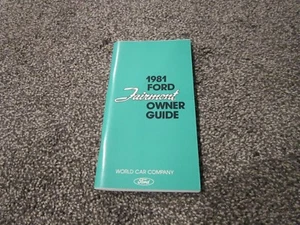 1981
FORD
Fairmont
OWNER
GUIDE
WORLD CAR COMPANY
Ford